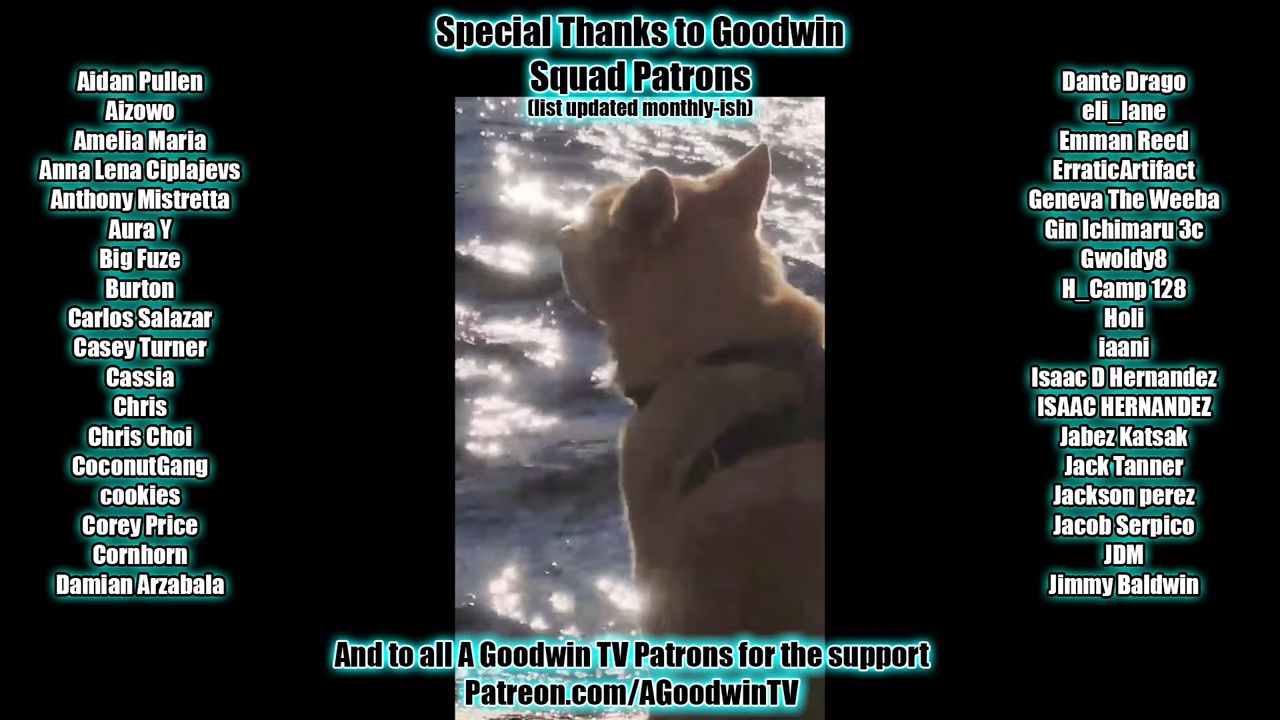 Special Thanks to Goodwin
Squad Patrons
(list updated monthly-ish)
Aidan Pullen
Aizowo
Amelia Maria
Anna Lena Ciplajevs
Anthony Mistretta
Aura Y
Big Fuze
Burton
Carlos Salazar
Casey Turner
Cassia
Chris
Chris Choi
CoconutGang
cookies
Corey Price
Cornhorn
Damian Arzabala
Dante Drago
eli_lane
Emman Reed
ErraticArtifact
Geneva The Weeba
Gin Ichimaru 3c
Gwoldy8
H_Camp 128
Holi
iaani
Isaac D Hernandez
ISAAC HERNANDEZ
Jabez Katsak
Jack Tanner
Jackson perez
Jacob Serpico
JDM
Jimmy Baldwin
And to all A Goodwin TV Patrons for the support
Patreon.com/AGoodwinTV